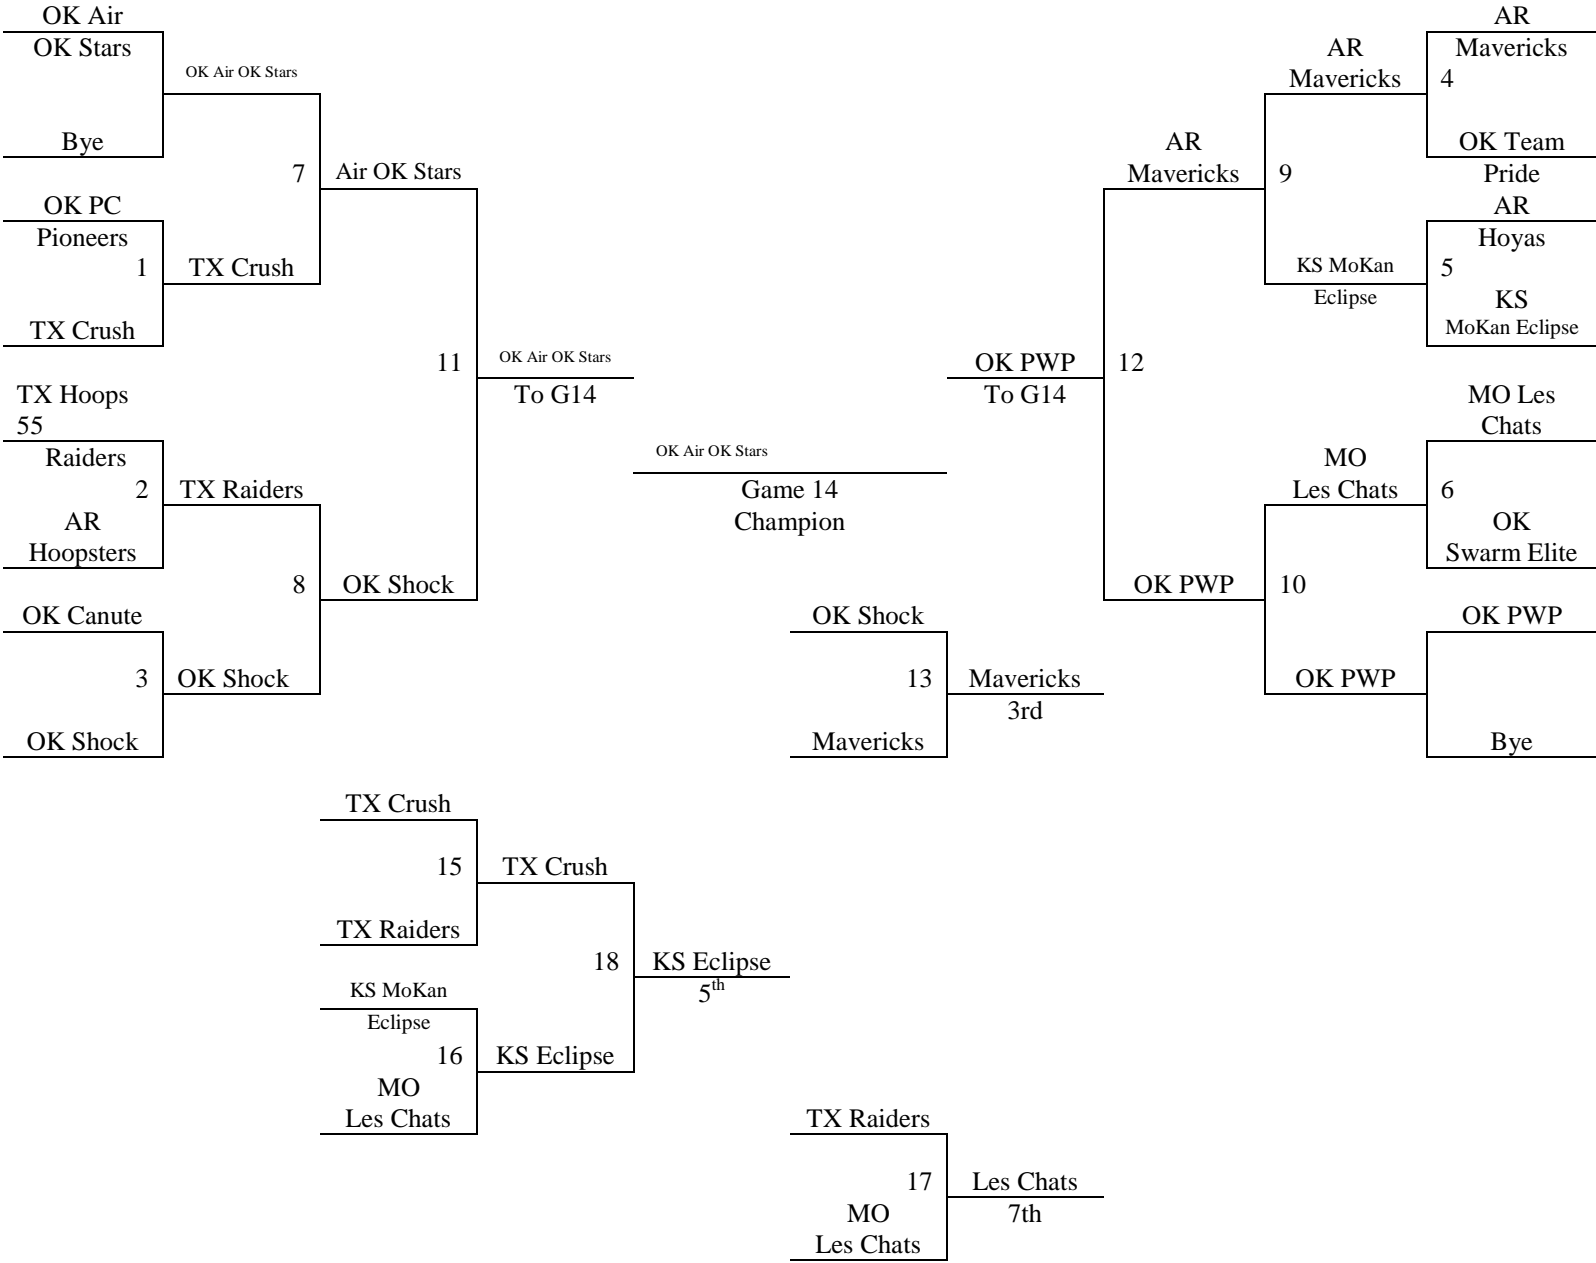 OK Air
OK Stars
OK Air OK Stars
Bye
7
Air OK Stars
OK PC
Pioneers
1
TX Crush
TX Crush
11
OK Air OK Stars
To G14
TX Hoops
55
Raiders
2
TX Raiders
AR
Hoopsters
8
OK Shock
OK Canute
3
OK Shock
OK Shock
OK Air OK Stars
Game 14
Champion
AR
Mavericks
4
OK Team
Pride
AR
Mavericks
AR
Mavericks
9
AR
Hoyas
5
KS
MoKan Eclipse
KS MoKan
Eclipse
OK PWP
To G14
12
MO Les
Chats
6
OK
Swarm Elite
MO
Les Chats
OK PWP
10
OK PWP
OK PWP
Bye
OK Shock
13
Mavericks
3rd
Mavericks
TX Crush
15
TX Crush
TX Raiders
18
KS Eclipse
5th
KS MoKan
Eclipse
16
KS Eclipse
MO
Les Chats
TX Raiders
17
Les Chats
7th
MO
Les Chats